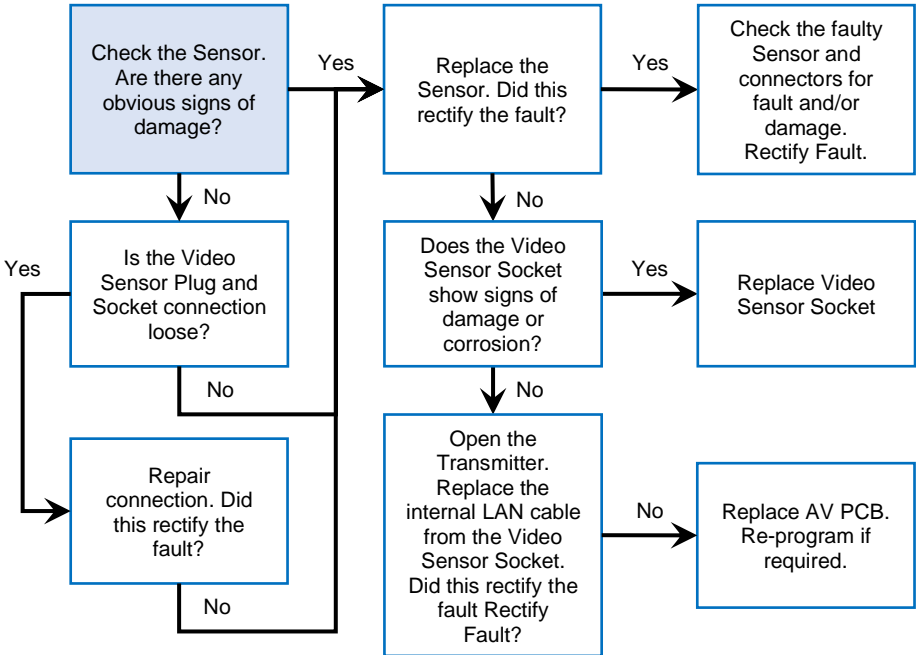 Check the Sensor.
Are there any
obvious signs of
damage?
Yes
Replace the
Sensor. Did this
rectify the fault?
Yes
Check the faulty
Sensor and
connectors for
fault and/or
damage.
Rectify Fault.
No
No
Yes
Is the Video
Sensor Plug and
Socket connection
loose?
Does the Video
Sensor Socket
show signs of
damage or
corrosion?
Yes
Replace Video
Sensor Socket
No
No
Repair
connection. Did
this rectify the
fault?
Open the
Transmitter.
Replace the
internal LAN cable
from the Video
Sensor Socket.
Did this rectify the
fault Rectify
Fault?
No
Replace AV PCB.
Re-program if
required.
No